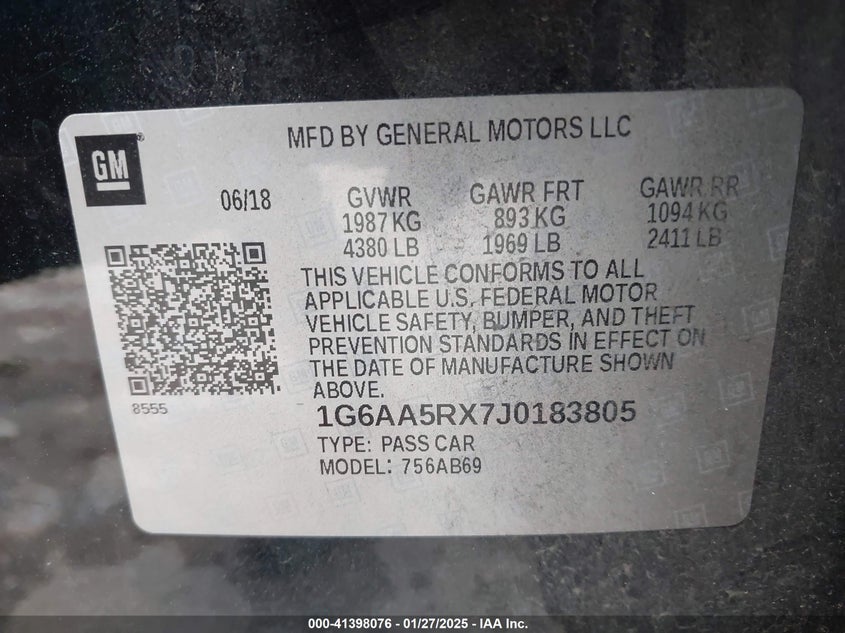 MFD BY GENERAL MOTORS LLC
GM
06/18 GVWR GAWR FRT GAWR RR
1987 KG 893 KG 1094 KG
4380 LB 1969 LB 2411 LB
THIS VEHICLE CONFORMS TO ALL
APPLICABLE U.S. FEDERAL MOTOR
VEHICLE SAFETY, BUMPER, AND THEFT
PREVENTION STANDARDS IN EFFECT ON
THE DATE OF MANUFACTURE SHOWN
ABOVE.
8555
1G6AA5RX7J0183805
TYPE: PASS CAR
MODEL: 756AB69
000-41398076 — 01/27/2025 — IAA Inc.